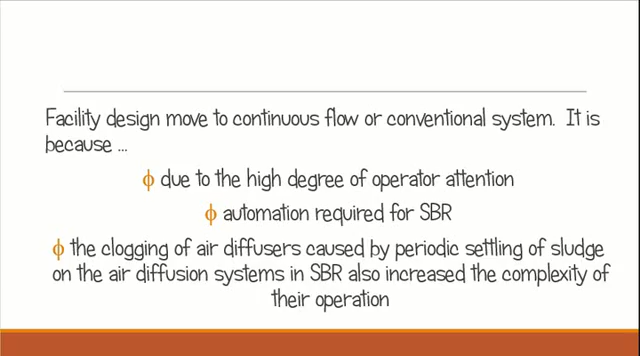 Facility design move to continuous flow or conventional system. It is
because ...
ϕ due to the high degree of operator attention
ϕ automation required for SBR
ϕ the clogging of air diffusers caused by periodic settling of sludge
on the air diffusion systems in SBR also increased the complexity of
their operation